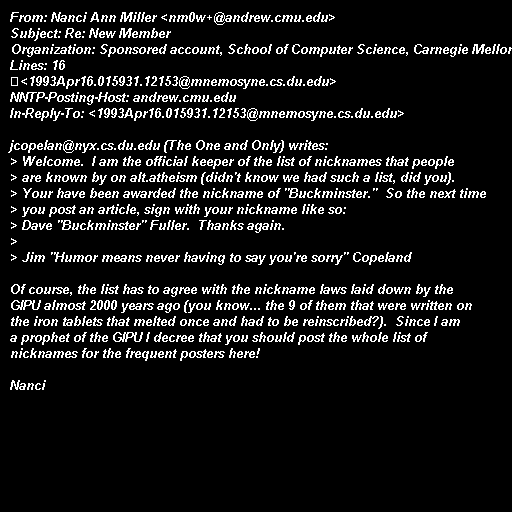 From: Nanci Ann Miller <nm0w+@andrew.cmu.edu>
Subject: Re: New Member
Organization: Sponsored account, School of Computer Science, Carnegie Mellon
Lines: 16
<1993Apr16.015931.12153@mnemosyne.cs.du.edu>
NNTP-Posting-Host: andrew.cmu.edu
In-Reply-To: <1993Apr16.015931.12153@mnemosyne.cs.du.edu>

jcopelan@nyx.cs.du.edu (The One and Only) writes:
> Welcome.  I am the official keeper of the list of nicknames that people
> are known by on alt.atheism (didn't know we had such a list, did you).
> Your have been awarded the nickname of "Buckminster."  So the next time
> you post an article, sign with your nickname like so:
> Dave "Buckminster" Fuller.  Thanks again.
>
> Jim "Humor means never having to say you're sorry" Copeland

Of course, the list has to agree with the nickname laws laid down by the
GIPU almost 2000 years ago (you know... the 9 of them that were written on
the iron tablets that melted once and had to be reinscribed?).  Since I am
a prophet of the GIPU I decree that you should post the whole list of
nicknames for the frequent posters here!

Nanci